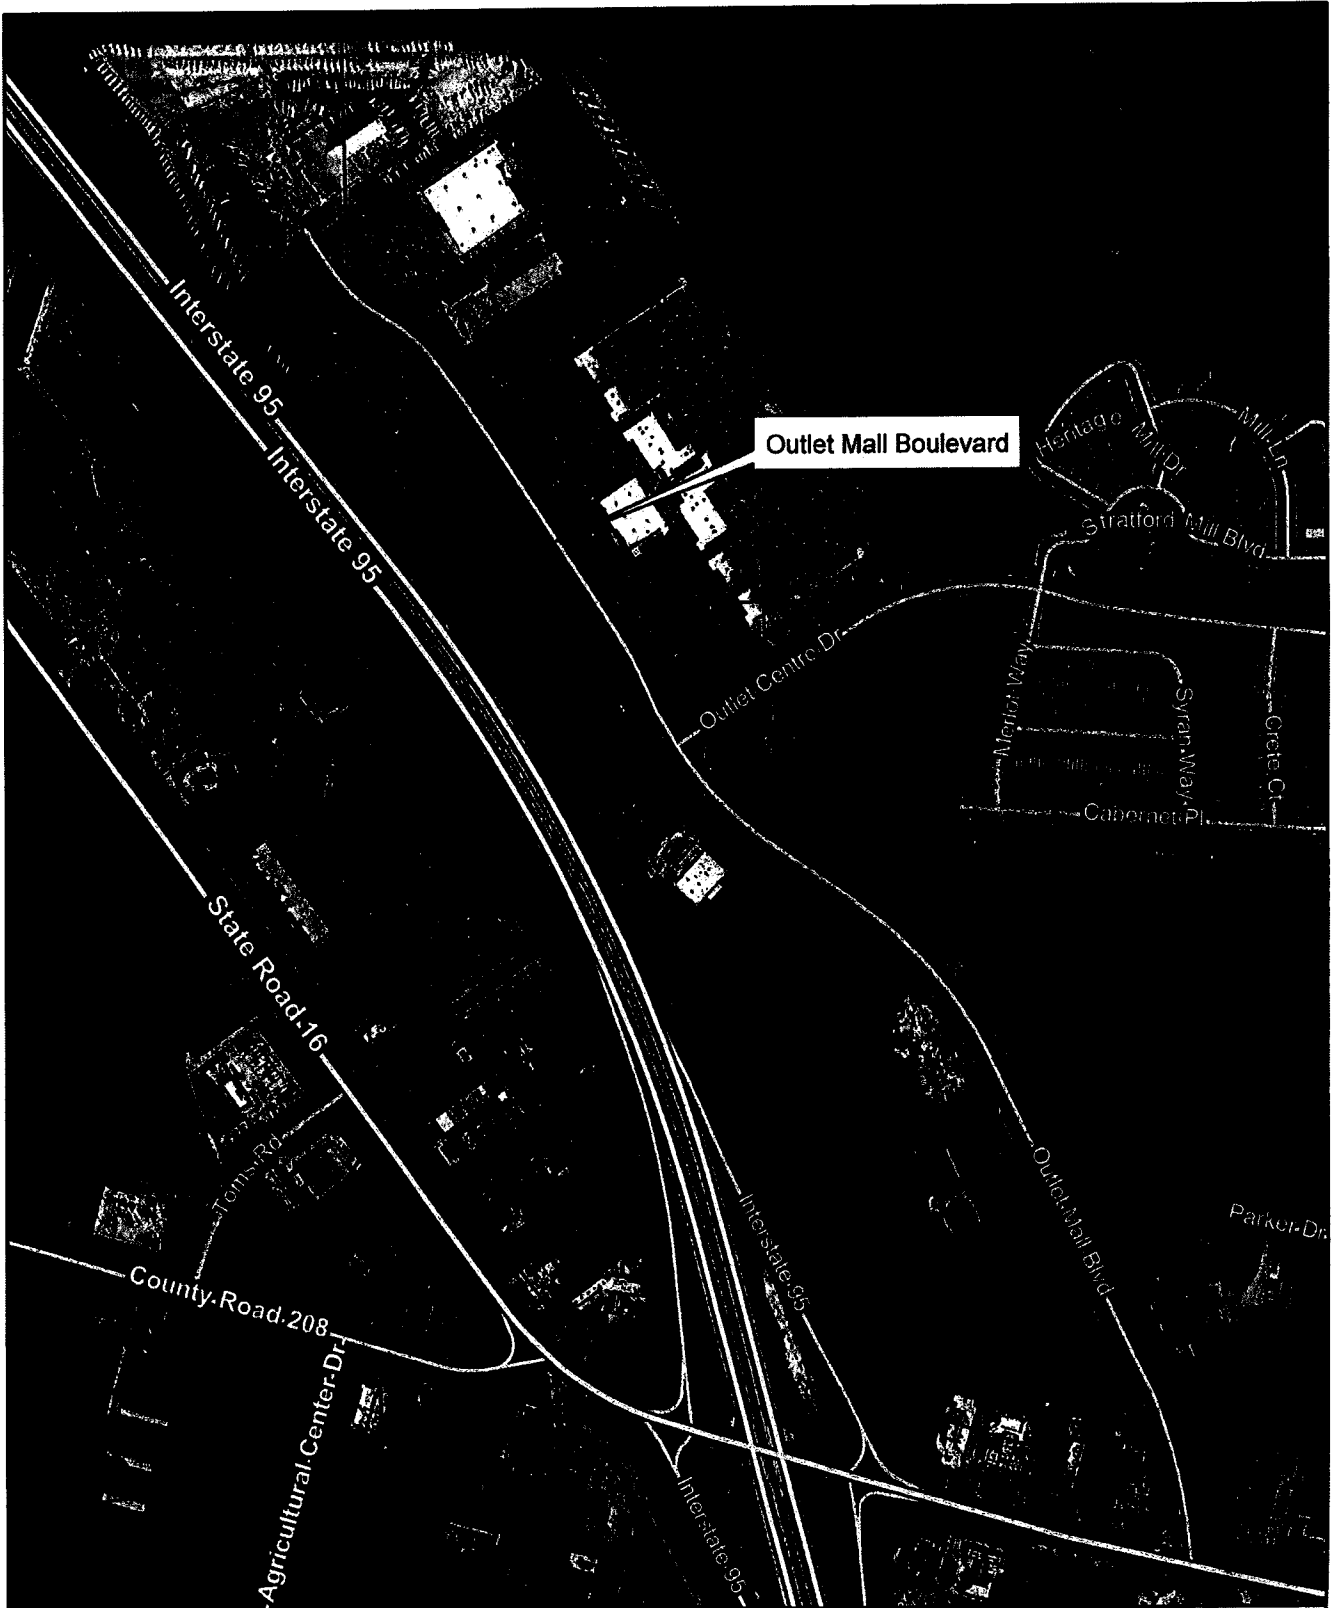 Interstate 95
Interstate 95
Outlet Mall Boulevard
Heritage Mill Dr
Mill Ln
Stratford Mill Blvd
Outlet Centre Dr
Merlot Way
Syrah Way
Crete Ct
Cabernet Pl
State Road 16
Toms Rd
Outlet Mall Blvd
Interstate 95
Parker Dr
County Road 208
Agricultural Center Dr
Interstate 95